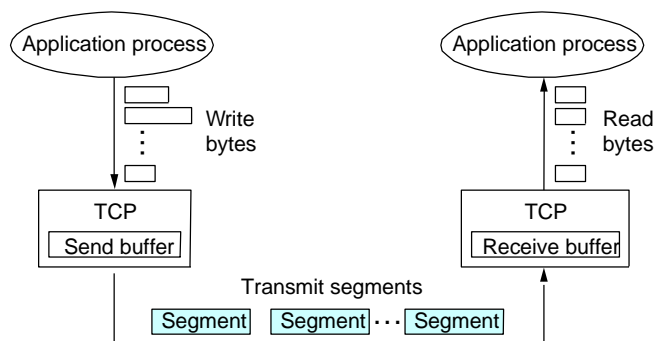 Application process
Application process
Write
bytes
Read
bytes
TCP
TCP
Send buffer
Receive buffer
Transmit segments
Segment
Segment
Segment